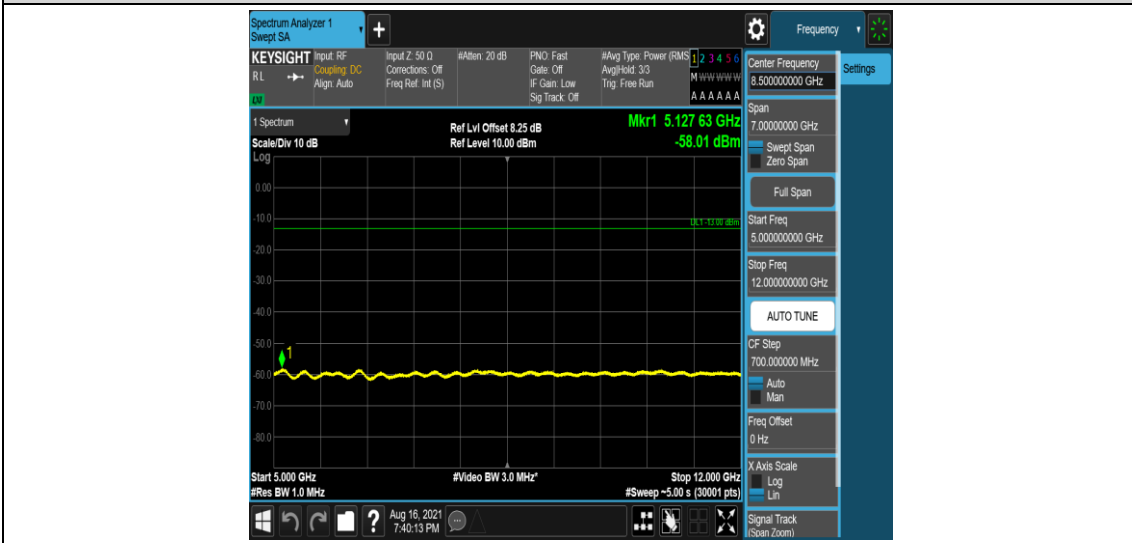 Spectrum Analyzer 1
Swept SA
Frequency
KEYSIGHT
RL
LXI
Input: RF
Coupling: DC
Align: Auto
Input Z: 50 Ω
Corrections: Off
Freq Ref: Int (S)
#Atten: 20 dB
PNO: Fast
Gate: Off
IF Gain: Low
Sig Track: Off
#Avg Type: Power (RMS
Avg|Hold: 3/3
Trig: Free Run
1 2 3 4 5 6
M W W W W W
A A A A A A
1 Spectrum
Scale/Div 10 dB
Log
Ref Lvl Offset 8.25 dB
Ref Level 10.00 dBm
Mkr1 5.127 63 GHz
-58.01 dBm
0.00
-10.0
DL1 -13.00 dBm
-20.0
-30.0
-40.0
-50.0
1
-60.0
-70.0
-80.0
Start 5.000 GHz
#Res BW 1.0 MHz
#Video BW 3.0 MHz*
Stop 12.000 GHz
#Sweep ~5.00 s (30001 pts)
?
Aug 16, 2021
7:40:13 PM
Center Frequency
8.500000000 GHz
Settings
Span
7.00000000 GHz
Swept Span
Zero Span
Full Span
Start Freq
5.000000000 GHz
Stop Freq
12.000000000 GHz
AUTO TUNE
CF Step
700.000000 MHz
Auto
Man
Freq Offset
0 Hz
X Axis Scale
Log
Lin
Signal Track
(Span Zoom)